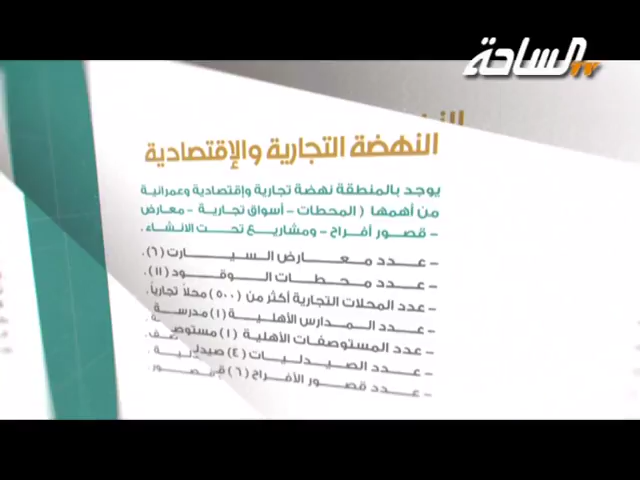 الساحة
النهضة التجارية والإقتصادية
يوجد بالمنطقة نهضة تجارية وإقتصادية وعمرانية
من أهمها ( المحطات - أسواق تجارية - معارض
- قصور أفراح - ومشاريع تحت الانشاء .
- عدد معارض السيارت (٦).
- عدد محطات الوقود (١١).
- عدد المحلات التجارية أكثر من (٥٠٠) محلاً تجارياً.
- عدد المدارس الأهلية (١) مدرسة .
- عدد المستوصفات الأهلية (١) مستوصف.
- عدد الصيدليات (٤) صيدلية .
- عدد قصور الأفراح (٦) قصور.